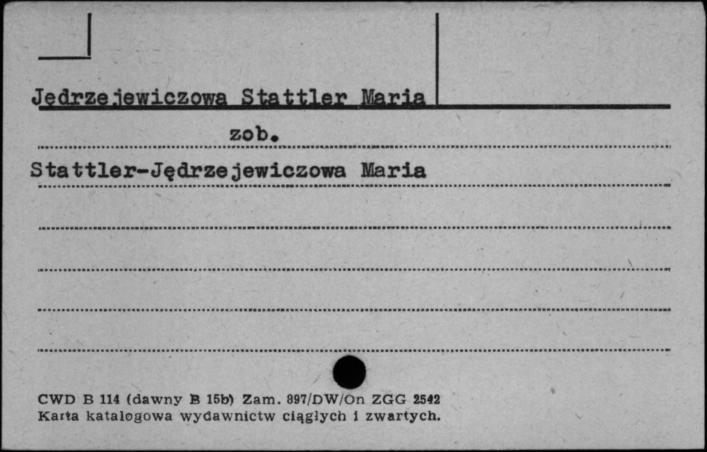 Jędrzejewiczowa Stattler Maria
zob.
Stattler-Jędrzejewiczowa Maria
CWD B 114 (dawny B 15b) Zam. 897/DW/On ZGG 2542
Karta katalogowa wydawnictw ciągłych i zwartych.